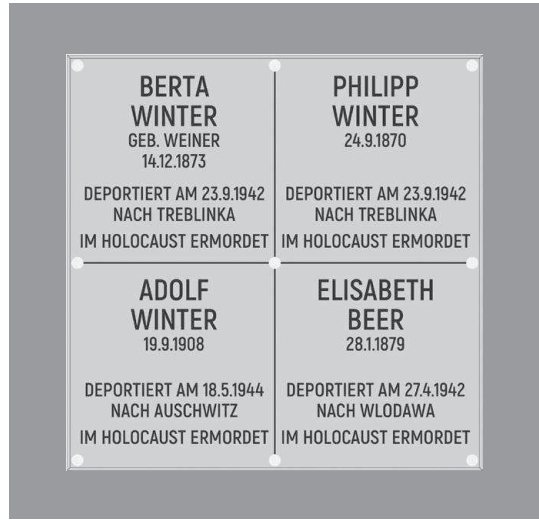 BERTA
WINTER
GEB. WEINER
14.12.1873
DEPORTIERT AM 23.9.1942
NACH TREBLINKA
IM HOLOCAUST ERMORDET
PHILIPP
WINTER
24.9.1870
DEPORTIERT AM 23.9.1942
NACH TREBLINKA
IM HOLOCAUST ERMORDET
ADOLF
WINTER
19.9.1908
DEPORTIERT AM 18.5.1944
NACH AUSCHWITZ
IM HOLOCAUST ERMORDET
ELISABETH
BEER
28.1.1879
DEPORTIERT AM 27.4.1942
NACH WLODAWA
IM HOLOCAUST ERMORDET